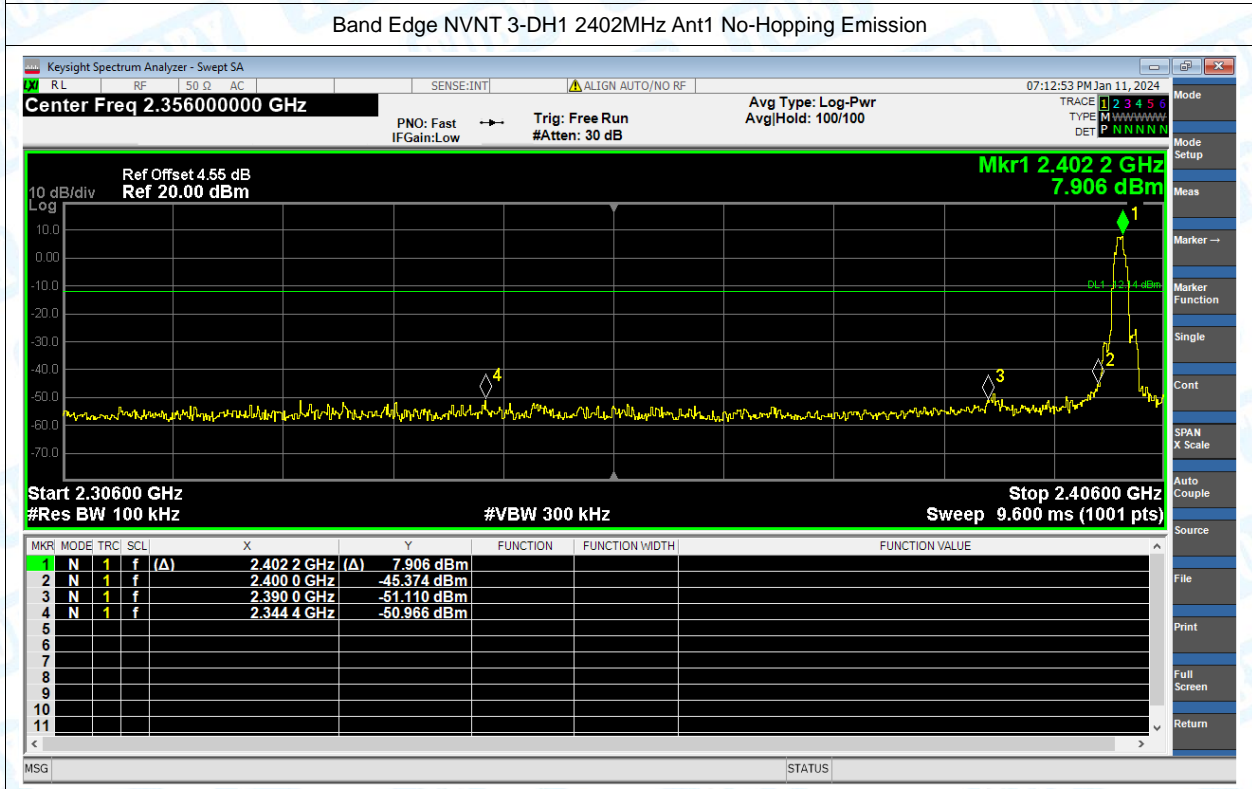 Band Edge NVNT 3-DH1 2402MHz Ant1 No-Hopping Emission
Keysight Spectrum Analyzer - Swept SA
LXI RL RF 50 Ω AC SENSE:INT ALIGN AUTO/NO RF 07:12:53 PM Jan 11, 2024
Center Freq 2.356000000 GHz
PNO: Fast
IFGain:Low
Trig: Free Run
#Atten: 30 dB
Avg Type: Log-Pwr
Avg|Hold: 100/100
TRACE 1 2 3 4 5 6
TYPE M WWWWW
DET P N N N N N
Ref Offset 4.55 dB
10 dB/div Ref 20.00 dBm
Log
Mkr1 2.402 2 GHz
7.906 dBm
10.0
0.00
-10.0
-20.0
-30.0
-40.0
-50.0
-60.0
-70.0
1
2
3
4
Start 2.30600 GHz Stop 2.40600 GHz
#Res BW 100 kHz #VBW 300 kHz Sweep 9.600 ms (1001 pts)
MKR MODE TRC SCL X Y FUNCTION FUNCTION WIDTH FUNCTION VALUE
1 N 1 f (Δ) 2.402 2 GHz (Δ) 7.906 dBm
2 N 1 f 2.400 0 GHz -45.374 dBm
3 N 1 f 2.390 0 GHz -51.110 dBm
4 N 1 f 2.344 4 GHz -50.966 dBm
5
6
7
8
9
10
11
MSG STATUS
Mode
Mode Setup
Meas
Marker →
Marker Function
Single
Cont
SPAN X Scale
Auto Couple
Source
File
Print
Full Screen
Return